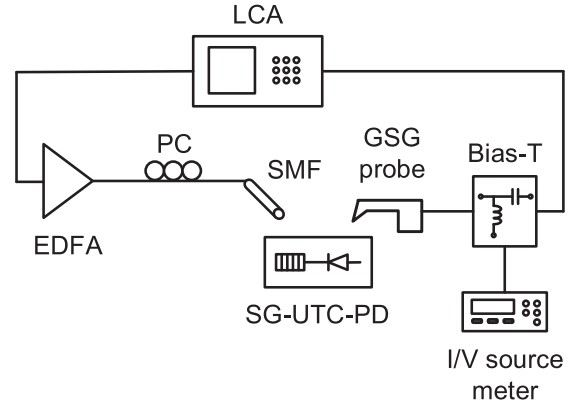 LCA
PC
SMF
GSG
probe
Bias-T
EDFA
SG-UTC-PD
I/V source
meter